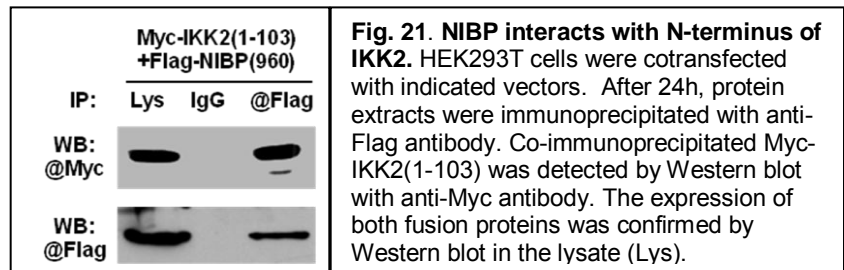 Myc-IKK2(1-103)
+Flag-NIBP(960)
IP: Lys IgG @Flag
WB:
@Myc
WB:
@Flag
Fig. 21. NIBP interacts with N-terminus of
IKK2. HEK293T cells were cotransfected
with indicated vectors. After 24h, protein
extracts were immunoprecipitated with anti-
Flag antibody. Co-immunoprecipitated Myc-
IKK2(1-103) was detected by Western blot
with anti-Myc antibody. The expression of
both fusion proteins was confirmed by
Western blot in the lysate (Lys).